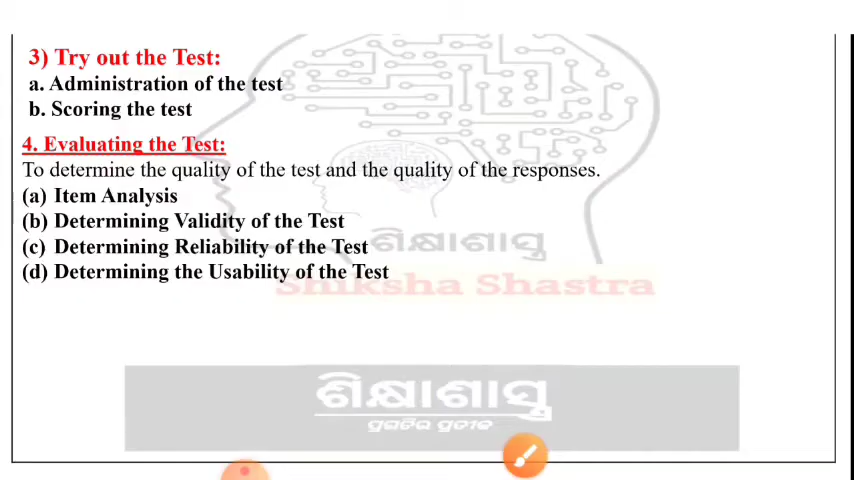 3) Try out the Test:
a. Administration of the test
b. Scoring the test
4. Evaluating the Test:
To determine the quality of the test and the quality of the responses.
(a) Item Analysis
(b) Determining Validity of the Test
(c) Determining Reliability of the Test
(d) Determining the Usability of the Test
ଶିକ୍ଷାଶାସ୍ତ୍ର
Shiksha Shastra
ଶିକ୍ଷାଶାସ୍ତ୍ର
ପ୍ରଗତିର ପ୍ରତୀକ